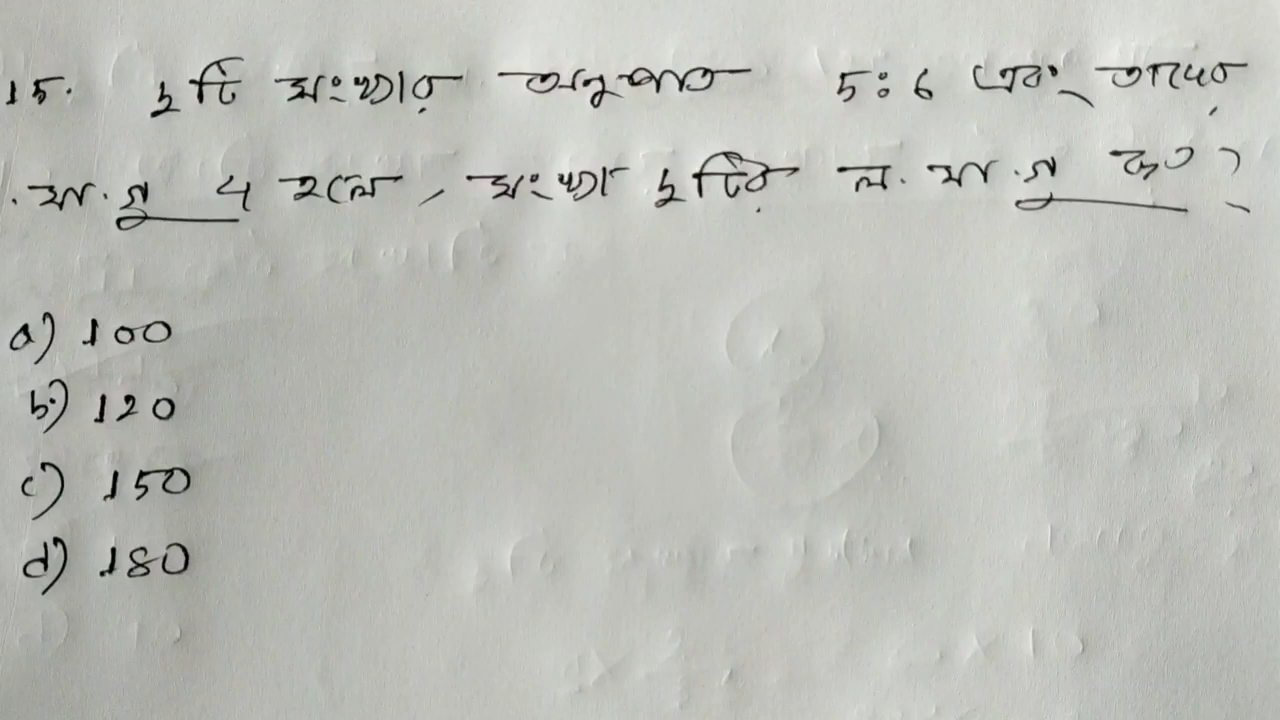 15. দুটি সংখ্যার অনুপাত 5:6 এবং তাদের
. সা.গু 4 হলে, সংখ্যা দুটির ল.সা.গু কত?
a) 100
b) 120
c) 150
d) 180